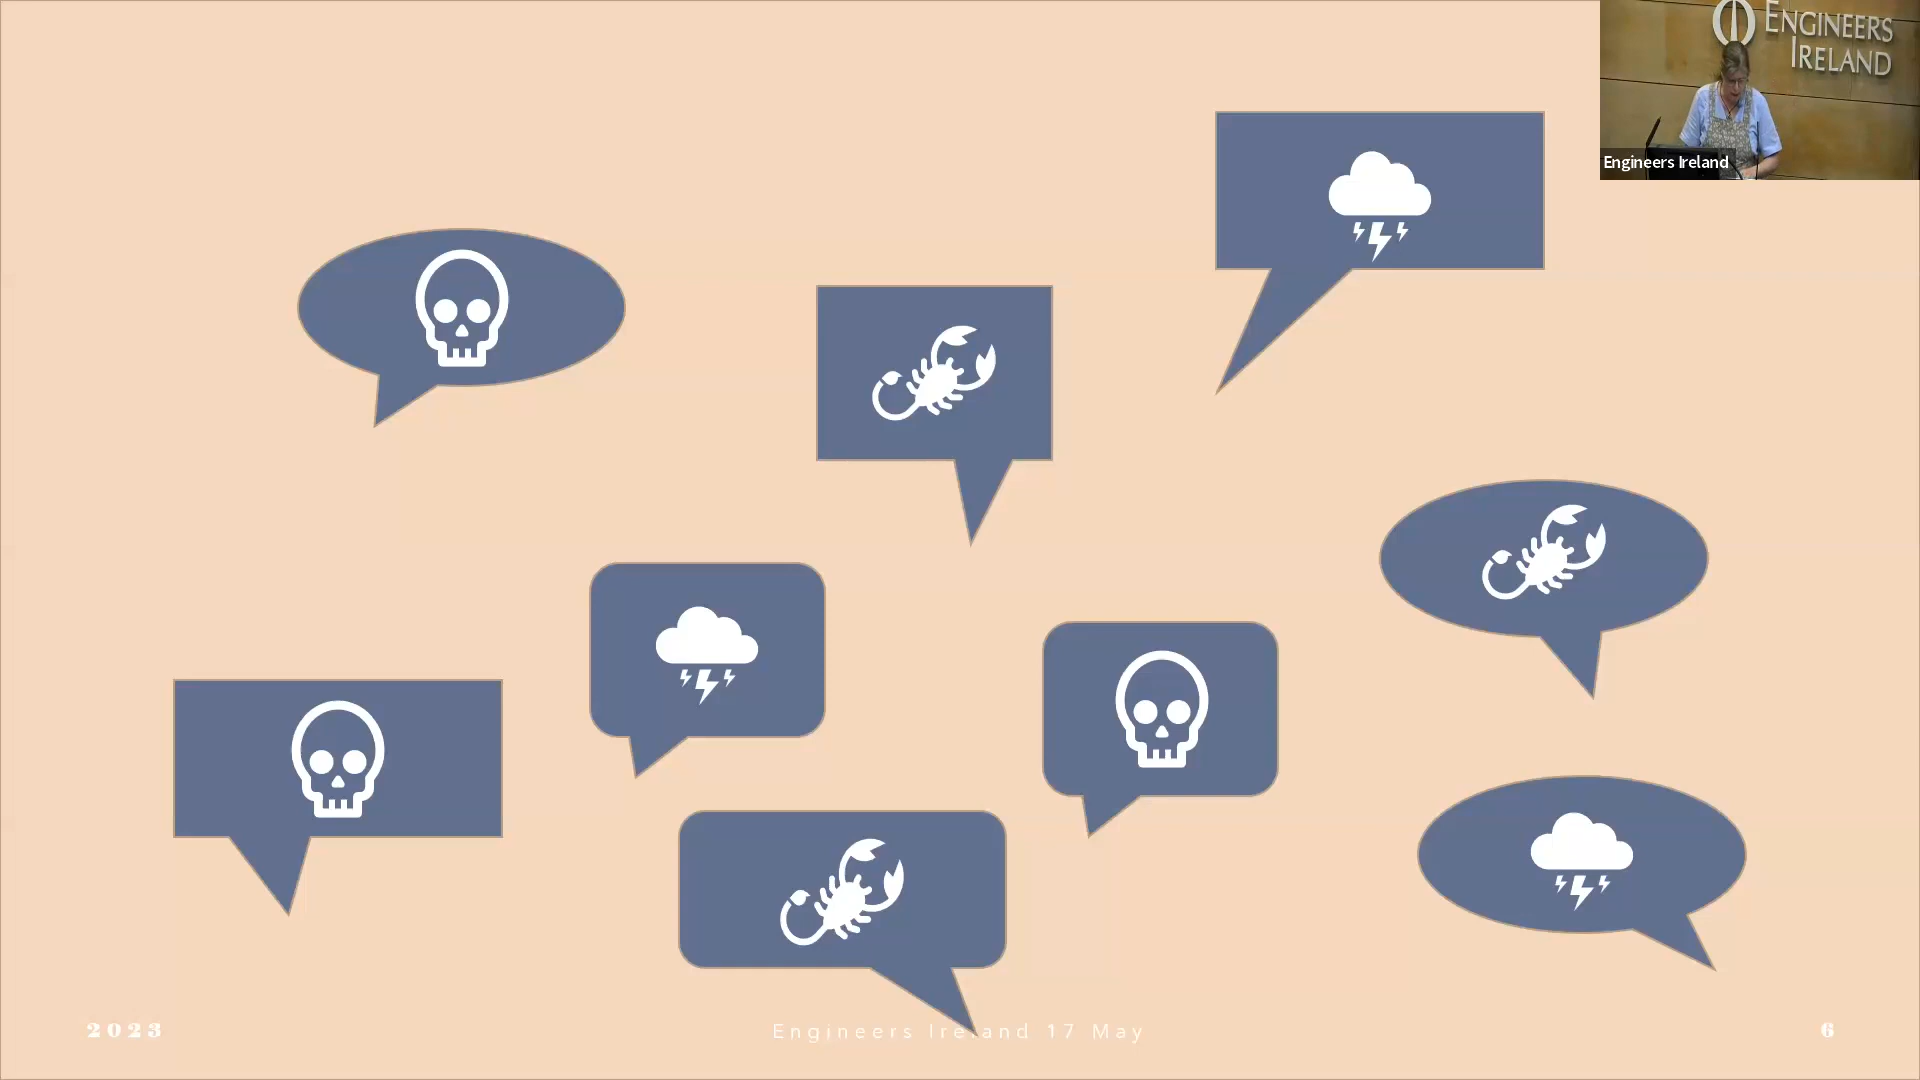 ENGINEERS
IRELAND
Engineers Ireland
2023
Engineers Ireland 17 May
6